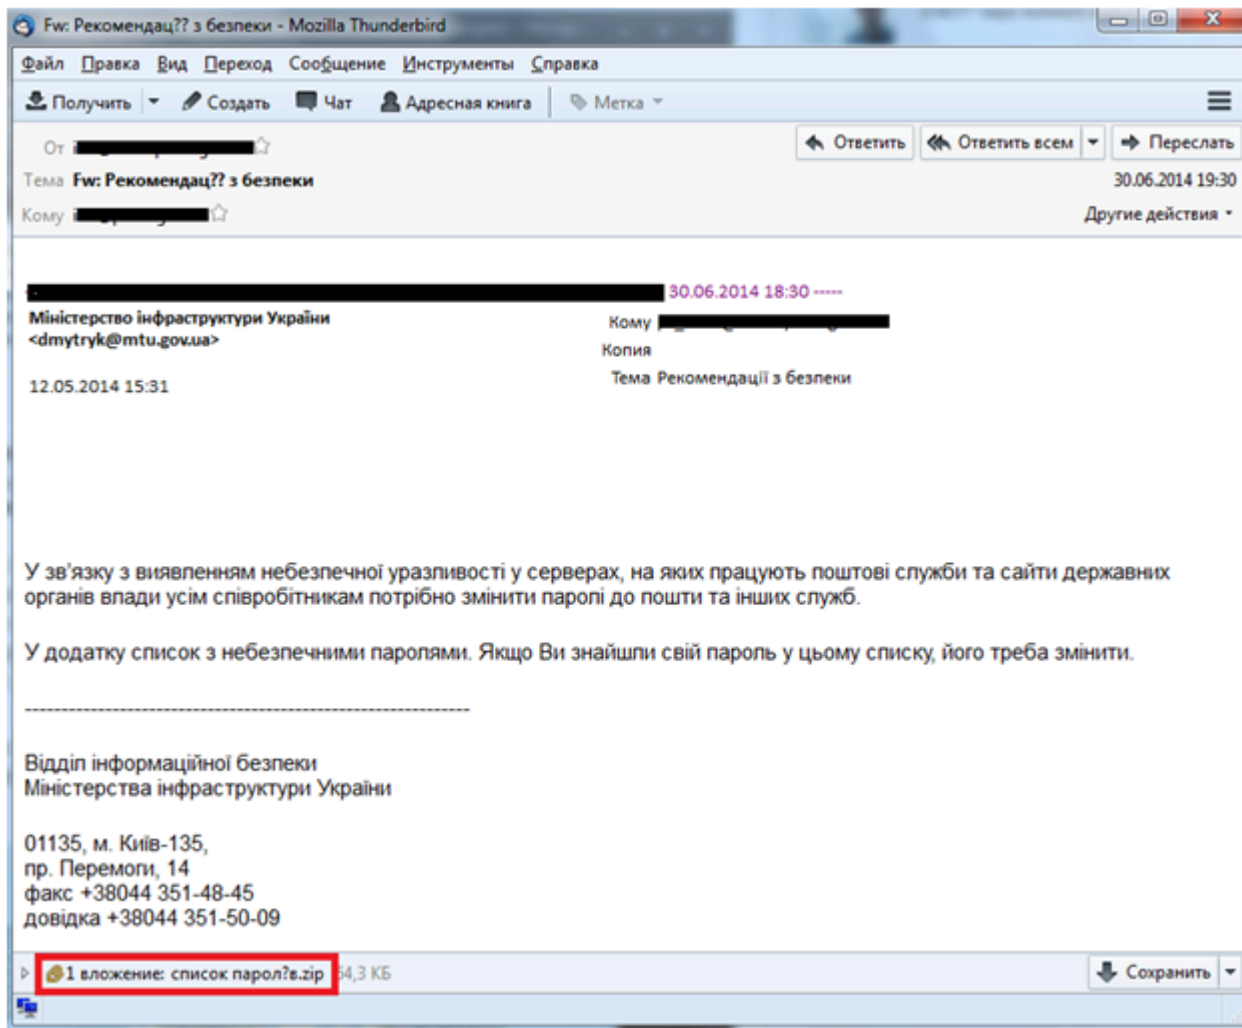 Fw: Рекомендац?? з безпеки - Mozilla Thunderbird
Файл Правка Вид Переход Сообщение Инструменты Справка
Получить Создать Чат Адресная книга Метка
От Ответить Ответить всем Переслать
Тема Fw: Рекомендац?? з безпеки 30.06.2014 19:30
Кому Другие действия
30.06.2014 18:30 -----
Міністерство інфраструктури України
<dmytryk@mtu.gov.ua>
Кому
Копия
12.05.2014 15:31
Тема Рекомендації з безпеки
У зв'язку з виявленням небезпечної уразливості у серверах, на яких працують поштові служби та сайти державних
органів влади усім співробітникам потрібно змінити паролі до пошти та інших служб.
У додатку список з небезпечними паролями. Якщо Ви знайшли свій пароль у цьому списку, його треба змінити.
-------------------------------------------------------------
Відділ інформаційної безпеки
Міністерства інфраструктури України
01135, м. Київ-135,
пр. Перемоги, 14
факс +38044 351-48-45
довідка +38044 351-50-09
1 вложение: список парол?в.zip 4,3 КБ Сохранить